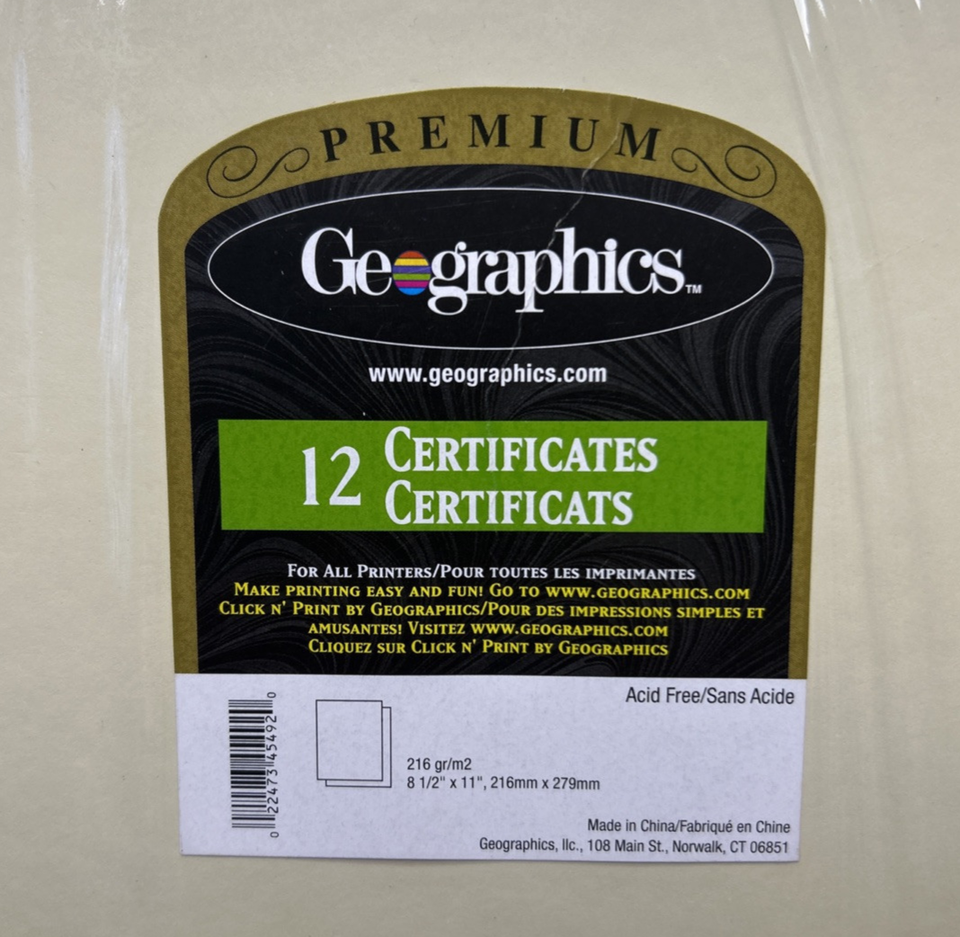 PREMIUM
Geographics™
www.geographics.com
12 CERTIFICATES
CERTIFICATS
FOR ALL PRINTERS/POUR TOUTES LES IMPRIMANTES
MAKE PRINTING EASY AND FUN! GO TO WWW.GEOGRAPHICS.COM
CLICK N' PRINT BY GEOGRAPHICS/POUR DES IMPRESSIONS SIMPLES ET
AMUSANTES! VISITEZ WWW.GEOGRAPHICS.COM
CLIQUEZ SUR CLICK N' PRINT BY GEOGRAPHICS
Acid Free/Sans Acide
0 22473 45492 0
216 gr/m2
8 1/2" x 11", 216mm x 279mm
Made in China/Fabriqué en Chine
Geographics, llc., 108 Main St., Norwalk, CT 06851